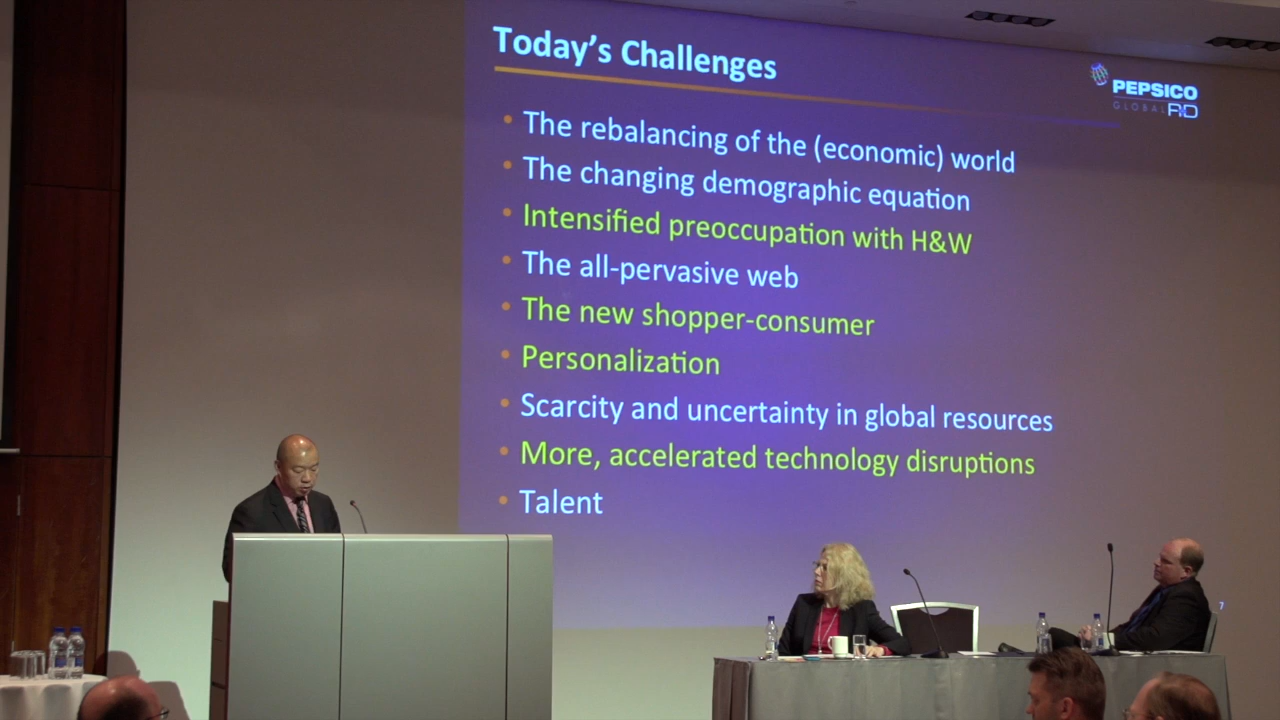 Today's Challenges
PEPSICO
GLOBAL R&D
• The rebalancing of the (economic) world
• The changing demographic equation
• Intensified preoccupation with H&W
• The all-pervasive web
• The new shopper-consumer
• Personalization
• Scarcity and uncertainty in global resources
• More, accelerated technology disruptions
• Talent
7